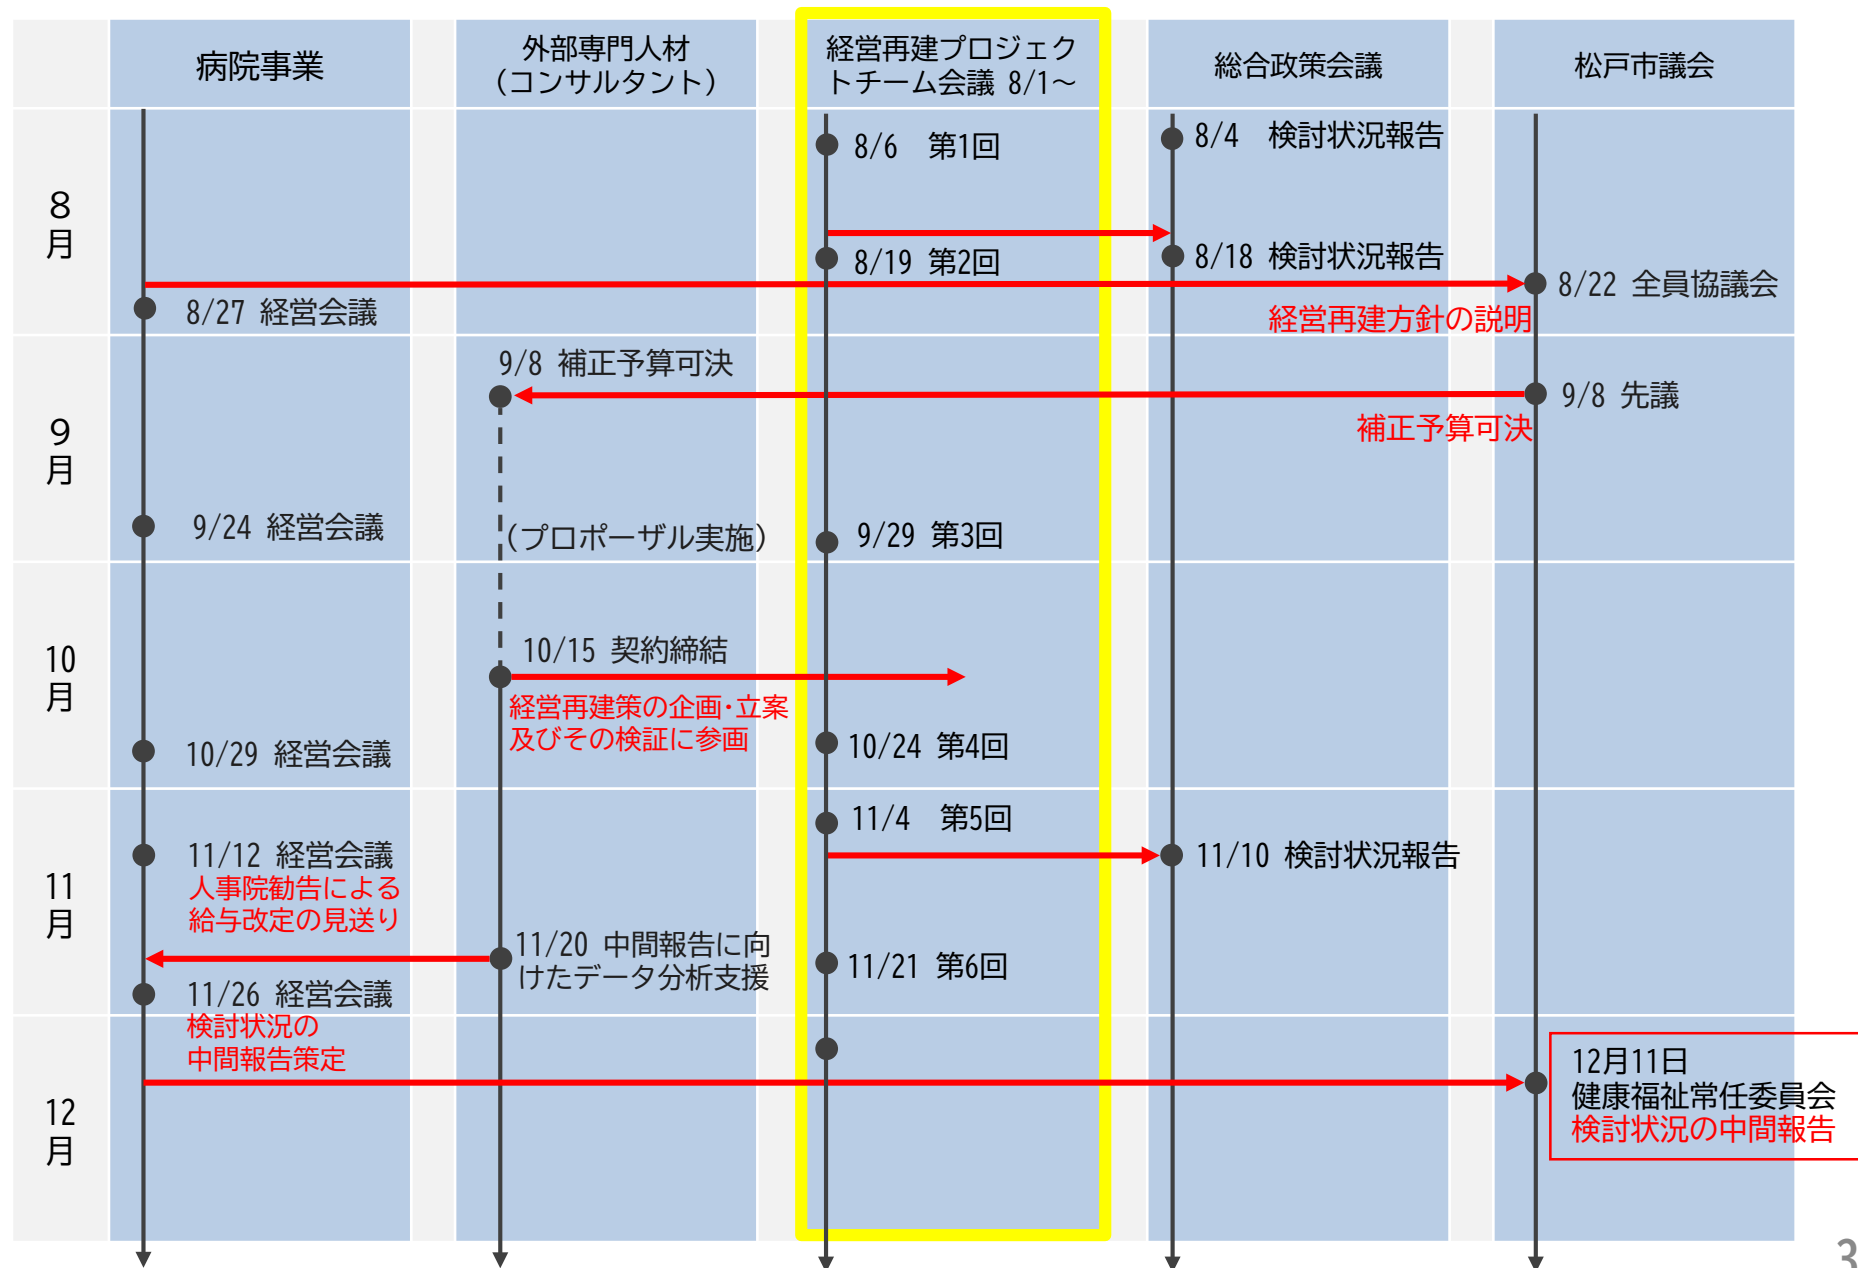 病院事業
外部専門人材
（コンサルタント）
経営再建プロジェク
トチーム会議 8/1～
総合政策会議
松戸市議会
8
月
8/6　第1回
8/4　検討状況報告
8/19 第2回
8/18 検討状況報告
8/22 全員協議会
8/27 経営会議
経営再建方針の説明
9
月
9/8 補正予算可決
9/8 先議
補正予算可決
9/24 経営会議
（プロポーザル実施）
9/29 第3回
10
月
10/15 契約締結
経営再建策の企画･立案
及びその検証に参画
10/29 経営会議
10/24 第4回
11
月
11/4　第5回
11/12 経営会議
人事院勧告による
給与改定の見送り
11/10 検討状況報告
11/20 中間報告に向
けたデータ分析支援
11/21 第6回
11/26 経営会議
検討状況の
中間報告策定
12
月
12月11日
健康福祉常任委員会
検討状況の中間報告
3